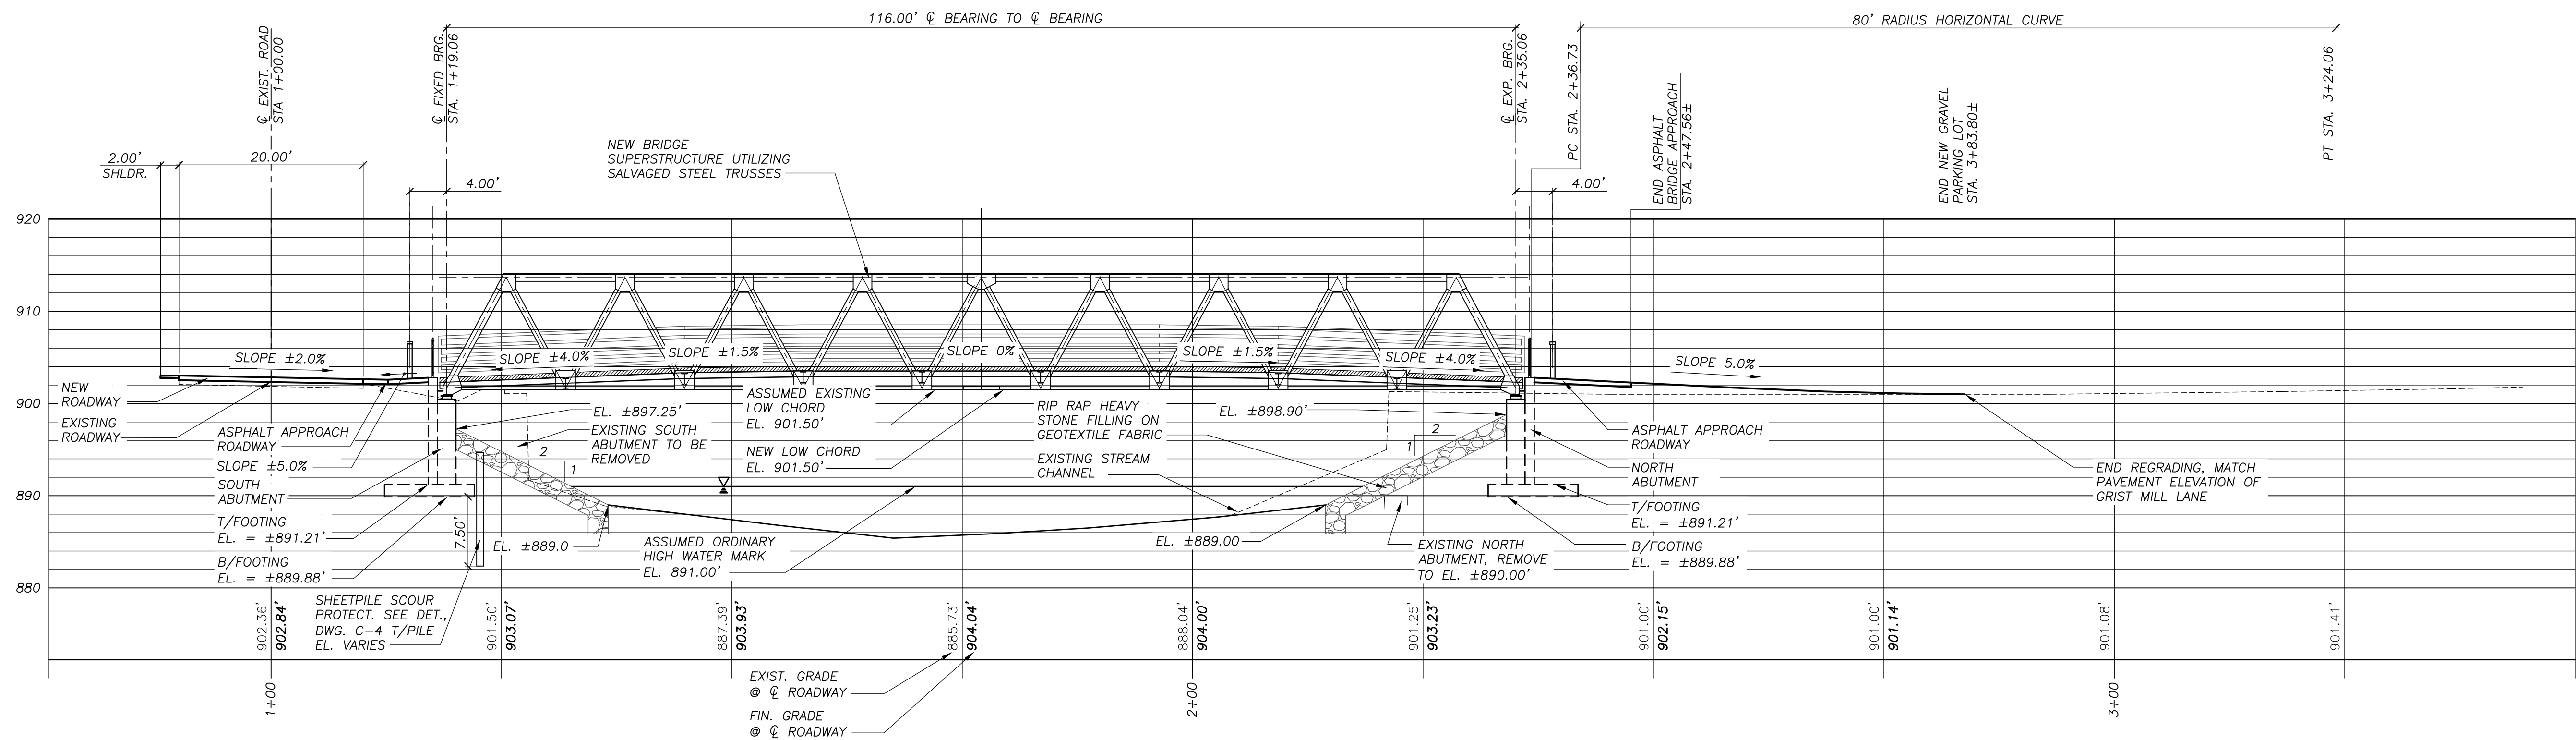 116.00' ℄ BEARING TO ℄ BEARING
80' RADIUS HORIZONTAL CURVE
℄ EXIST. ROAD
STA 1+00.00
℄ FIXED BRG.
STA. 1+19.06
℄ EXP. BRG.
STA. 2+35.06
PC STA. 2+36.73
END ASPHALT
BRIDGE APPROACH
STA. 2+47.56±
END NEW GRAVEL
PARKING LOT
STA. 3+83.80±
PT STA. 3+24.06
2.00'
SHLDR.
20.00'
4.00'
NEW BRIDGE
SUPERSTRUCTURE UTILIZING
SALVAGED STEEL TRUSSES
4.00'
920
910
900
890
880
SLOPE ±2.0%
SLOPE ±4.0%
SLOPE ±1.5%
SLOPE 0%
SLOPE ±1.5%
SLOPE ±4.0%
SLOPE 5.0%
NEW
ROADWAY
EXISTING
ROADWAY
ASPHALT APPROACH
ROADWAY
SLOPE ±5.0%
SOUTH
ABUTMENT
T/FOOTING
EL. = ±891.21'
B/FOOTING
EL. = ±889.88'
7.50'
SHEETPILE SCOUR
PROTECT. SEE DET.,
DWG. C-4 T/PILE
EL. VARIES
EL. ±897.25'
EXISTING SOUTH
ABUTMENT TO BE
REMOVED
2
1
EL. ±889.0
ASSUMED EXISTING
LOW CHORD
EL. 901.50'
NEW LOW CHORD
EL. 901.50'
ASSUMED ORDINARY
HIGH WATER MARK
EL. 891.00'
RIP RAP HEAVY
STONE FILLING ON
GEOTEXTILE FABRIC
EXISTING STREAM
CHANNEL
EL. ±898.90'
2
1
EL. ±889.00
EXISTING NORTH
ABUTMENT, REMOVE
TO EL. ±890.00'
ASPHALT APPROACH
ROADWAY
NORTH
ABUTMENT
T/FOOTING
EL. = ±891.21'
B/FOOTING
EL. = ±889.88'
END REGRADING, MATCH
PAVEMENT ELEVATION OF
GRIST MILL LANE
902.36'
902.84'
901.50'
903.07'
887.39'
903.93'
885.73'
904.04'
888.04'
904.00'
901.25'
903.23'
901.00'
902.15'
901.00'
901.14'
901.08'
901.41'
EXIST. GRADE
@ ℄ ROADWAY
FIN. GRADE
@ ℄ ROADWAY
1+00
2+00
3+00